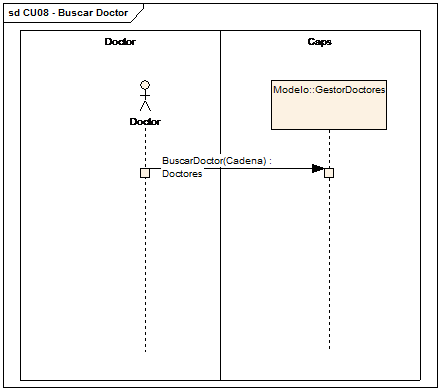 sd CU08 - Buscar Doctor
Doctor
Caps
Modelo::GestorDoctores
Doctor
BuscarDoctor(Cadena) :
Doctores